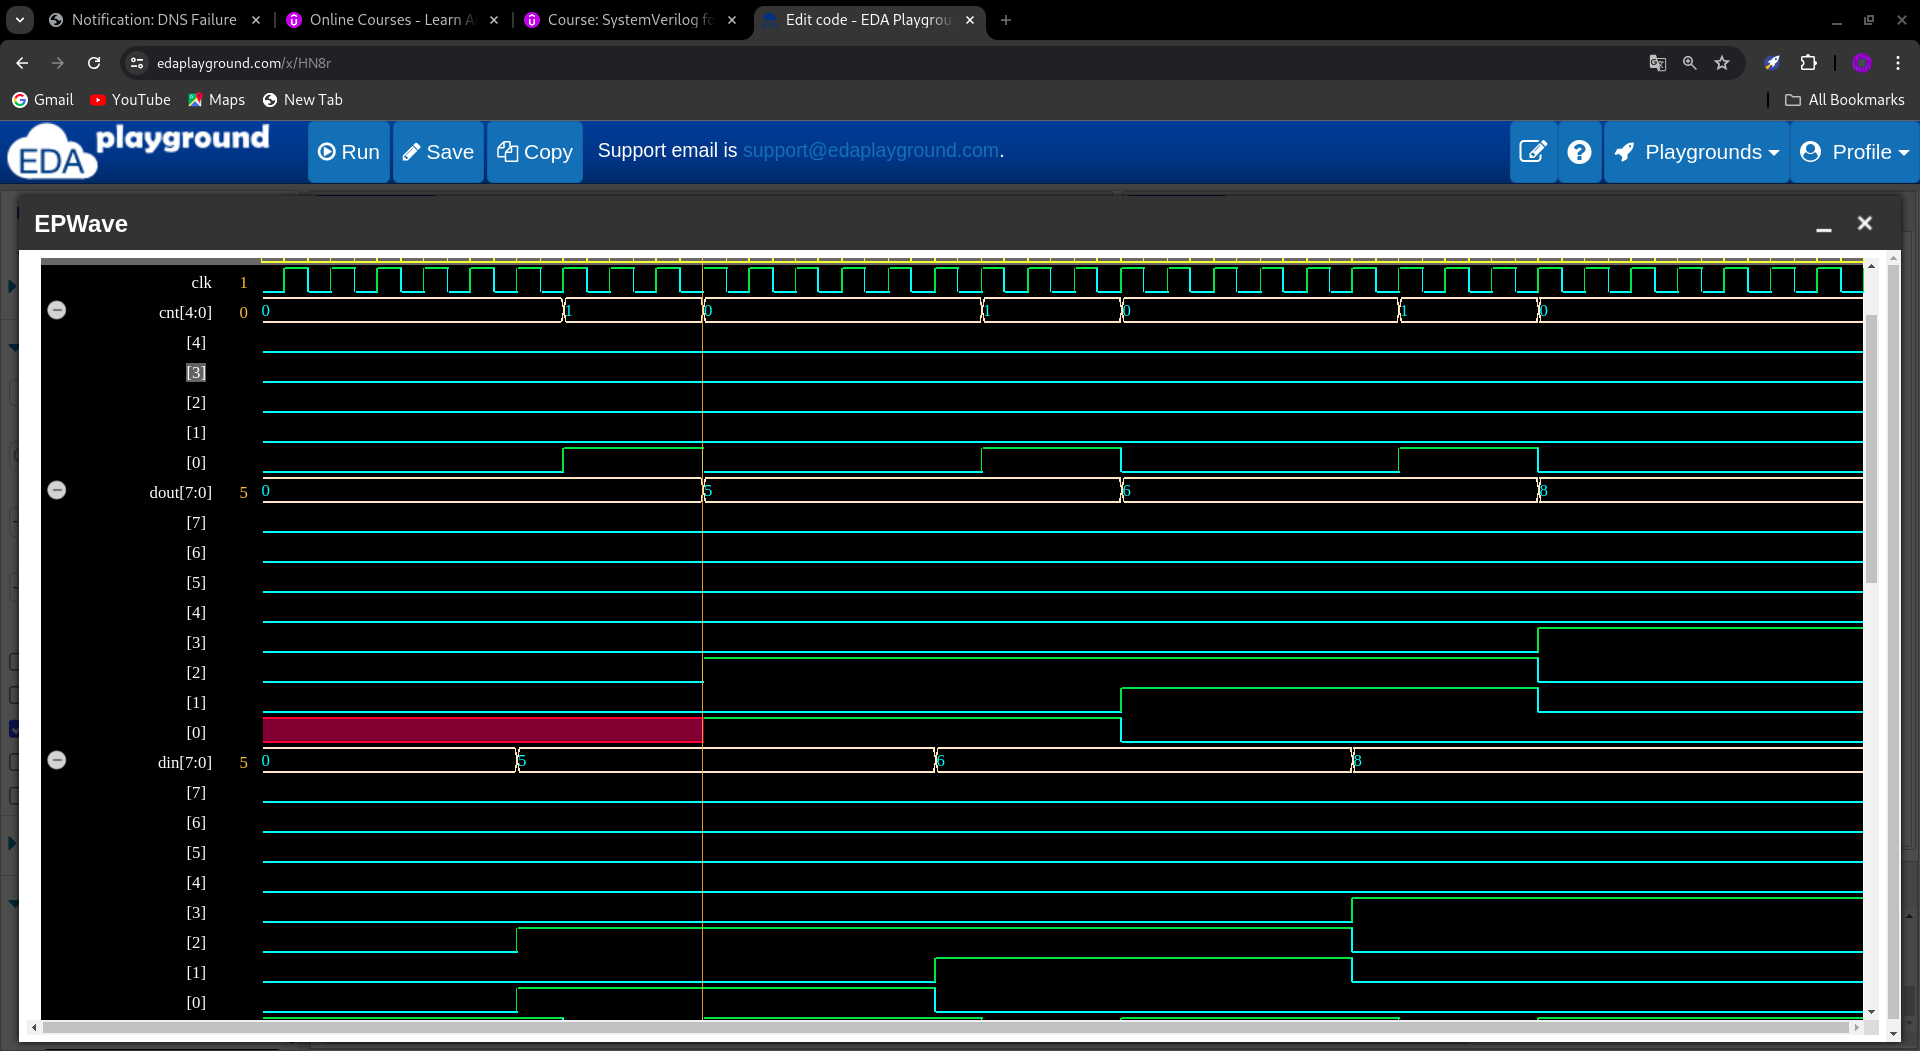 Notification: DNS Failure
Online Courses - Learn A
Course: SystemVerilog fo
Edit code - EDA Playgrou
edaplayground.com/x/HN8r
Gmail
YouTube
Maps
New Tab
All Bookmarks
EDA playground
Run
Save
Copy
Support email is support@edaplayground.com.
Playgrounds
Profile
EPWave
clk 1
cnt[4:0] 0 0 1 0 1 0 1 0
[4]
[3]
[2]
[1]
[0]
dout[7:0] 5 0 5 6 8
[7]
[6]
[5]
[4]
[3]
[2]
[1]
[0]
din[7:0] 5 0 5 6 8
[7]
[6]
[5]
[4]
[3]
[2]
[1]
[0]